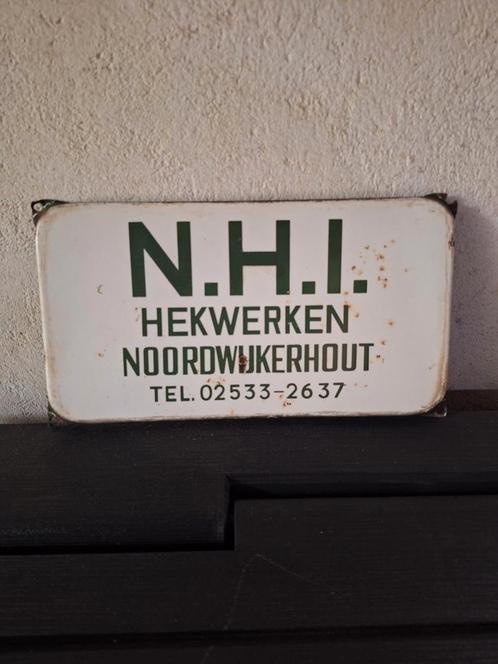 N.H.I.
HEKWERKEN
NOORDWIJKERHOUT
TEL. 02533-2637